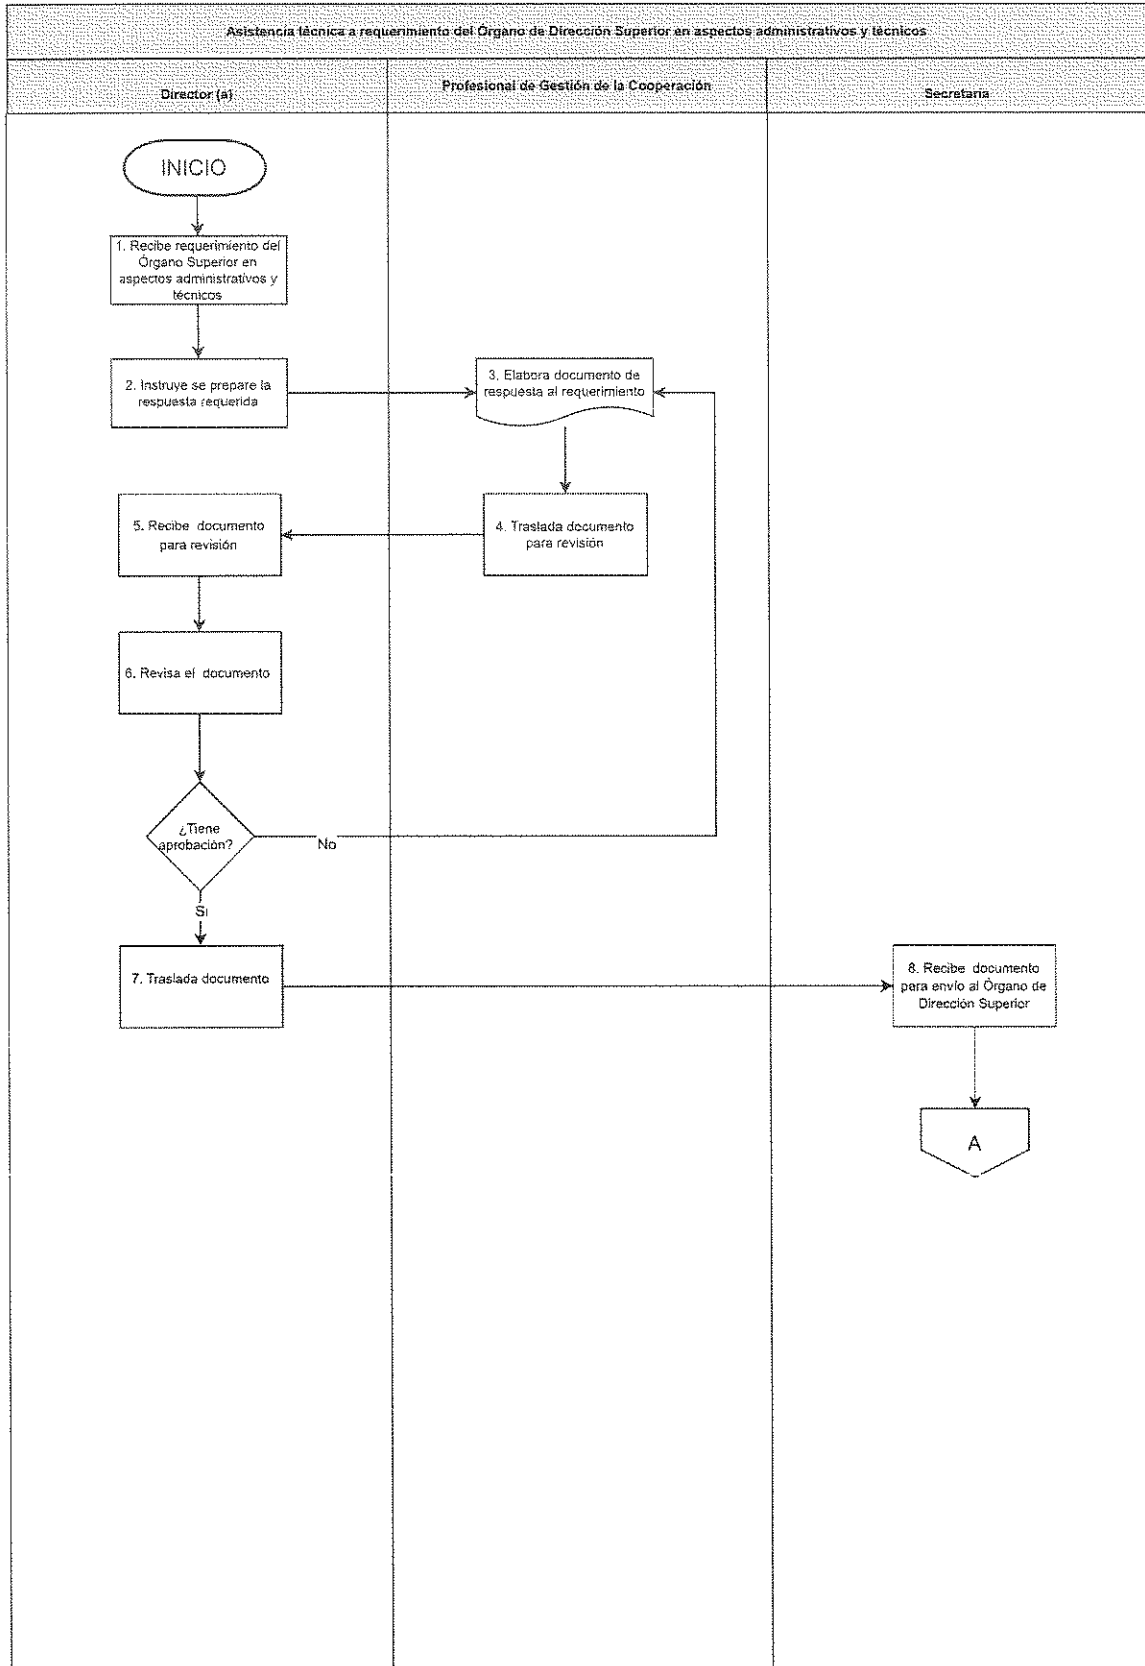 Asistencia técnica a requerimiento del Órgano de Dirección Superior en aspectos administrativos y técnicos
Director (a)
Profesional de Gestión de la Cooperación
Secretaria
INICIO
1. Recibe requerimiento del
Órgano Superior en
aspectos administrativos y
técnicos
2. Instruye se prepare la
respuesta requerida
3. Elabora documento de
respuesta al requerimiento
4. Traslada documento
para revisión
5. Recibe documento
para revisión
6. Revisa el documento
¿Tiene
aprobación?
No
Si
7. Traslada documento
8. Recibe documento
para envío al Órgano de
Dirección Superior
A